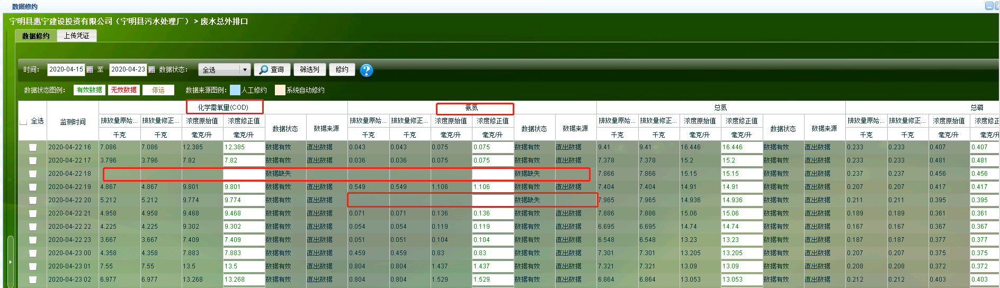 数据修约
宁明县惠宁建设投资有限公司（宁明县污水处理厂）> 废水总外排口
数据修约 上传凭证
时间： 2020-04-15 至 2020-04-23 数据状态： 全选 查询 筛选列 修约 ?
数据状态图例： 有效数据 无效数据 停运 数据来源图例： 人工修约 系统自动修约
全选 监测时间 化学需氧量(COD) 氨氮 总氮 总磷
排放量原始... 排放量修正... 浓度原始值 浓度修正值 数据状态 数据来源 排放量原始... 排放量修正... 浓度原始值 浓度修正值 数据状态 数据来源 排放量原始... 排放量修正... 浓度原始值 浓度修正值 数据状态 数据来源 排放量原始... 排放量修正... 浓度原始值 浓度修正
千克 千克 毫克/升 毫克/升 千克 千克 毫克/升 毫克/升 千克 千克 毫克/升 毫克/升 千克 千克 毫克/升 毫克/升
2020-04-22 16 7.086 7.086 12.385 12.385 数据有效 直出数据 0.043 0.043 0.075 0.075 数据有效 直出数据 9.41 9.41 16.446 16.446 数据有效 直出数据 0.233 0.233 0.407 0.407
2020-04-22 17 3.796 3.796 7.82 7.82 数据有效 直出数据 0.036 0.036 0.075 0.075 数据有效 直出数据 7.378 7.378 15.2 15.2 数据有效 直出数据 0.233 0.233 0.481 0.481
2020-04-22 18 数据缺失 数据缺失 7.866 7.866 15.15 15.15 数据有效 直出数据 0.237 0.237 0.456 0.456
2020-04-22 19 4.867 4.867 9.801 9.801 数据有效 直出数据 0.549 0.549 1.106 1.106 数据有效 直出数据 7.404 7.404 14.91 14.91 数据有效 直出数据 0.207 0.207 0.417 0.417
2020-04-22 20 5.212 5.212 9.774 9.774 数据有效 直出数据 数据缺失 7.965 7.965 14.936 14.936 数据有效 直出数据 0.211 0.211 0.395 0.395
2020-04-22 21 4.958 4.958 9.468 9.468 数据有效 直出数据 0.071 0.071 0.136 0.136 数据有效 直出数据 7.886 7.886 15.06 15.06 数据有效 直出数据 0.189 0.189 0.361 0.361
2020-04-22 22 4.225 4.225 9.302 9.302 数据有效 直出数据 0.054 0.054 0.119 0.119 数据有效 直出数据 6.695 6.695 14.74 14.74 数据有效 直出数据 0.167 0.167 0.367 0.367
2020-04-22 23 3.667 3.667 7.409 7.409 数据有效 直出数据 0.051 0.051 0.104 0.104 数据有效 直出数据 6.548 6.548 13.23 13.23 数据有效 直出数据 0.187 0.187 0.377 0.377
2020-04-23 00 4.358 4.358 7.883 7.883 数据有效 直出数据 0.459 0.459 0.83 0.83 数据有效 直出数据 7.301 7.301 13.205 13.205 数据有效 直出数据 0.207 0.207 0.375 0.375
2020-04-23 01 7.55 7.55 13.5 13.5 数据有效 直出数据 0.804 0.804 1.437 1.437 数据有效 直出数据 7.321 7.321 13.09 13.09 数据有效 直出数据 0.208 0.208 0.372 0.372
2020-04-23 02 6.977 6.977 13.268 13.268 数据有效 直出数据 0.804 0.804 1.529 1.529 数据有效 直出数据 6.864 6.864 13.053 13.053 数据有效 直出数据 0.212 0.212 0.403 0.403